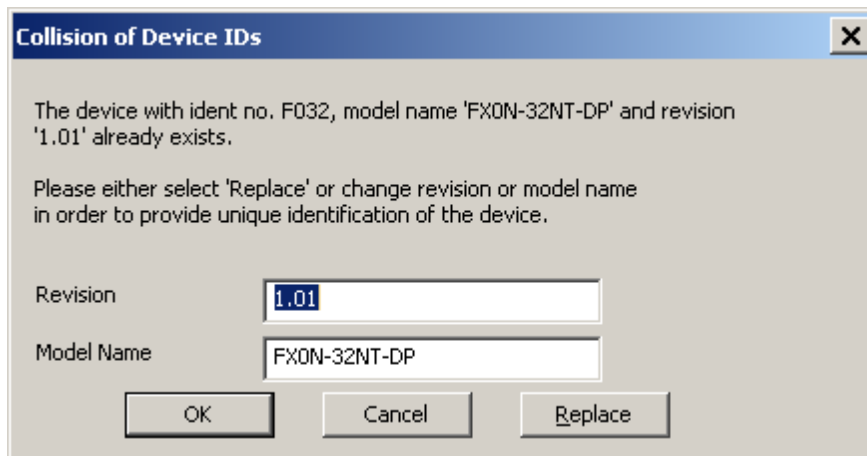 Collision of Device IDs
The device with ident no. F032, model name 'FX0N-32NT-DP' and revision
'1.01' already exists.
Please either select 'Replace' or change revision or model name
in order to provide unique identification of the device.
Revision
1.01
Model Name
FX0N-32NT-DP
OK
Cancel
Replace